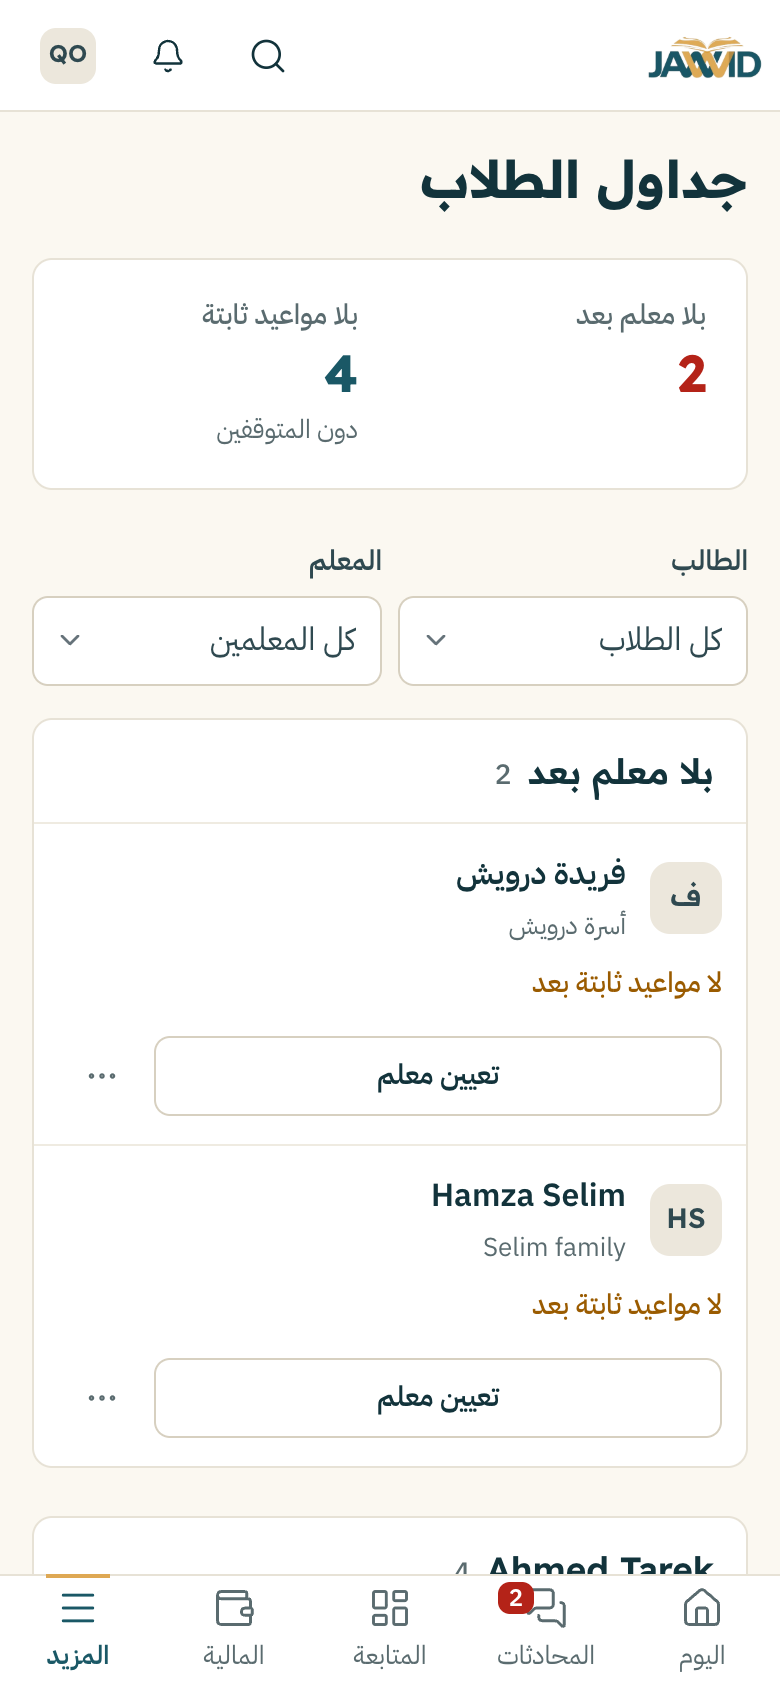 JAWWID
QO
جداول الطلاب
بلا معلم بعد
2
بلا مواعيد ثابتة
4
دون المتوقفين
الطالب
كل الطلاب
المعلم
كل المعلمين
بلا معلم بعد 2
ف
فريدة درويش
أسرة درويش
لا مواعيد ثابتة بعد
تعيين معلم
HS
Hamza Selim
Selim family
لا مواعيد ثابتة بعد
تعيين معلم
Ahmed Tarek 4
اليوم
2
المحادثات
المتابعة
المالية
المزيد